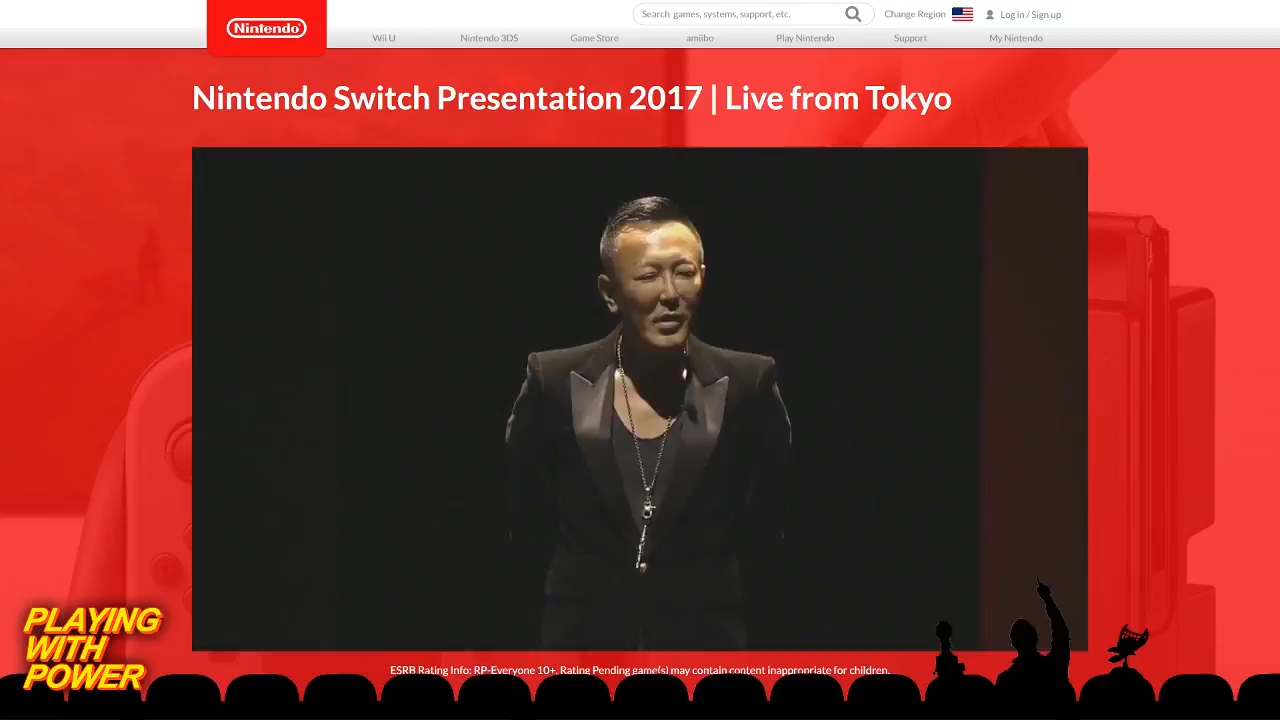 Nintendo
Search games, systems, support, etc.
Change Region
Log in / Sign up
Wii U
Nintendo 3DS
Game Store
amiibo
Play Nintendo
Support
My Nintendo
Nintendo Switch Presentation 2017 | Live from Tokyo
PLAYING
WITH
POWER
ESRB Rating Info: RP-Everyone 10+, Rating Pending game(s) may contain content inappropriate for children.